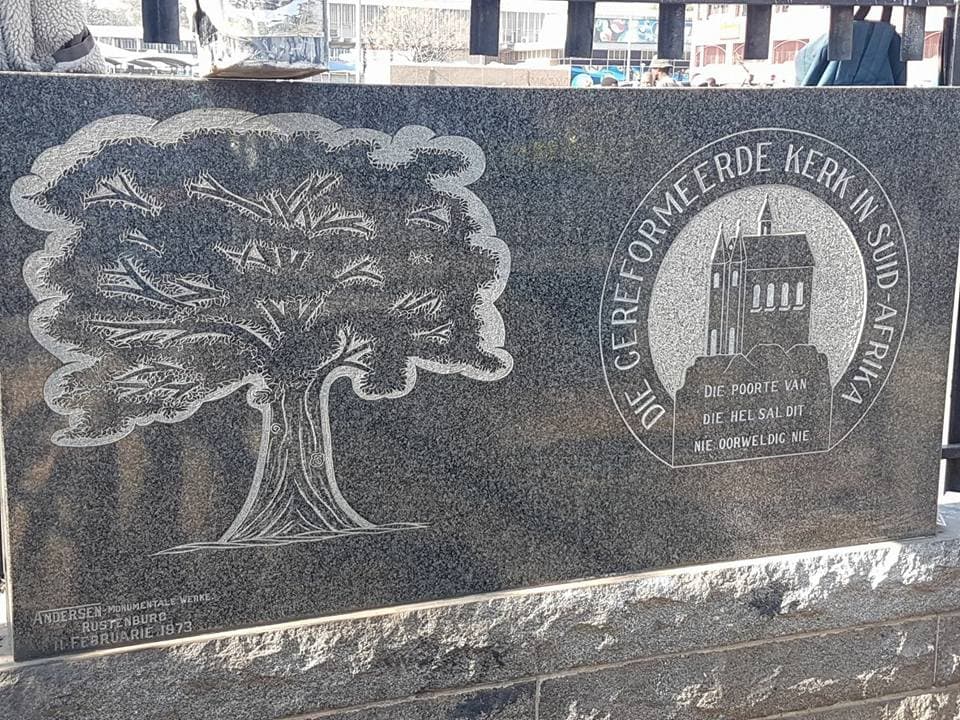 DIE GEREFORMEERDE KERK IN SUID-AFRIKA
DIE POORTE VAN
DIE HEL SAL DIT
NIE OORWELDIG NIE
ANDERSEN-MONUMENTALE WERKE.
RUSTENBURG
11 FEBRUARIE 1973